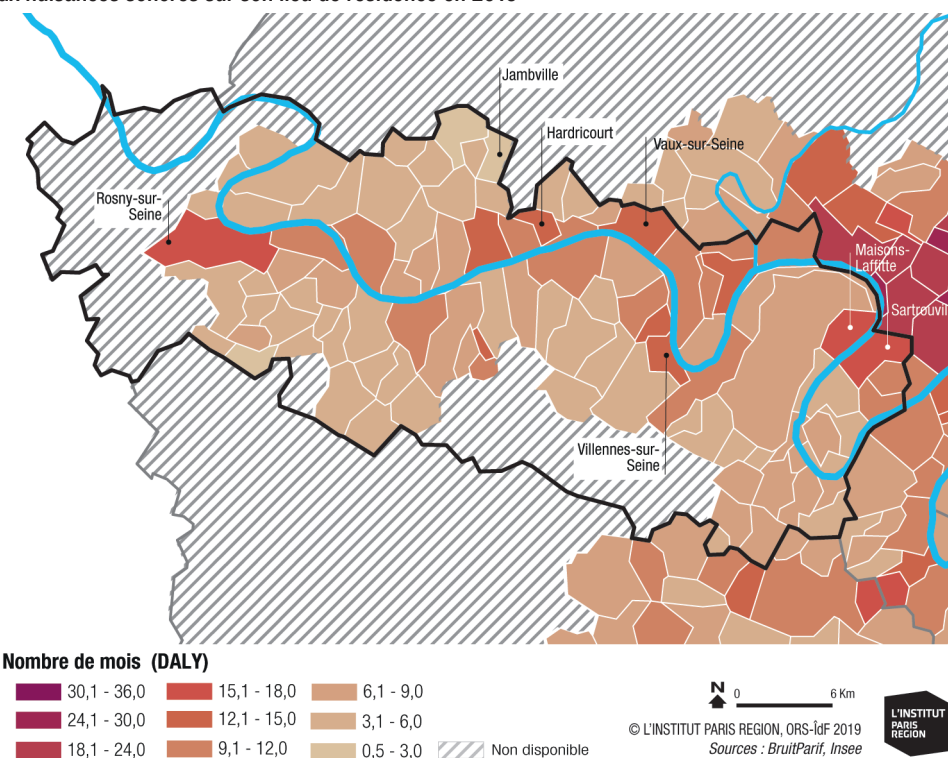 Jambville
Hardricourt
Vaux-sur-Seine
Rosny-sur-
Seine
Maisons-
Laffitte
Villennes-sur-
Seine
Nombre de mois (DALY)
30,1 - 36,0
15,1 - 18,0
6,1 - 9,0
24,1 - 30,0
12,1 - 15,0
3,1 - 6,0
18,1 - 24,0
9,1 - 12,0
0,5 - 3,0
Non disponible
N
0
6 Km
© L'INSTITUT PARIS REGION, ORS-ÎdF 2019
Sources : BruitParif, Insee
L'INSTITUT
PARIS
REGION